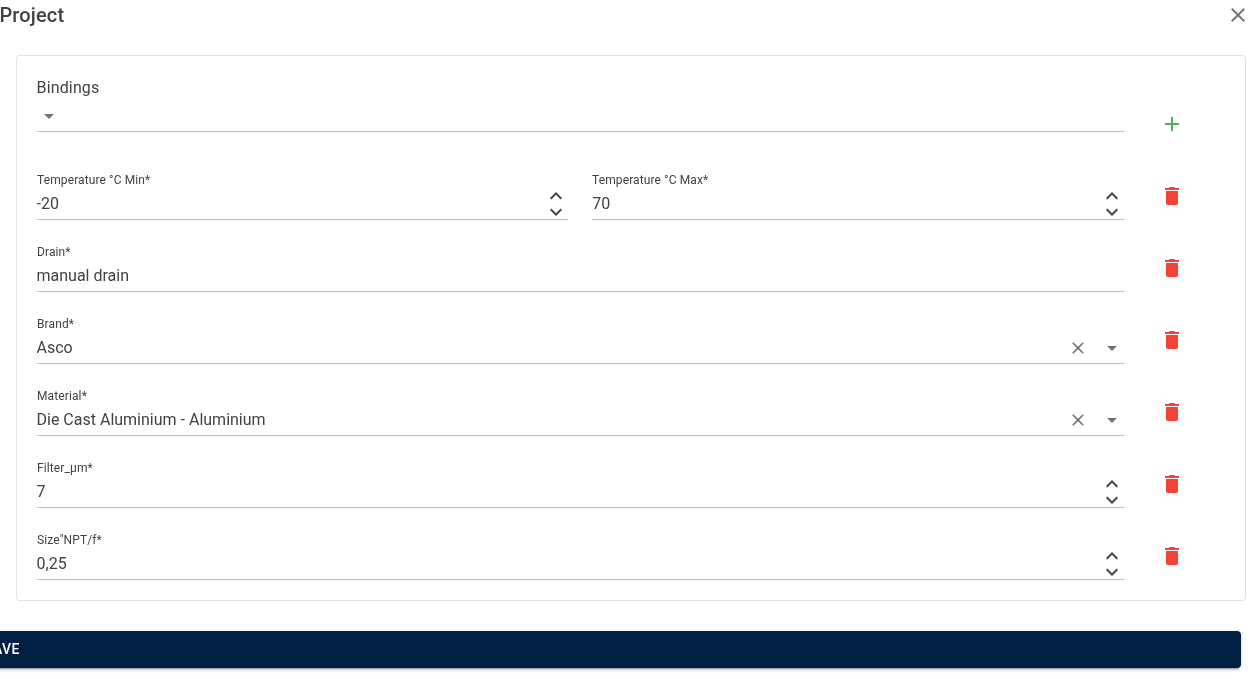 Project
Bindings
Temperature °C Min* Temperature °C Max*
-20 70
Drain*
manual drain
Brand*
Asco
Material*
Die Cast Aluminium - Aluminium
Filter_µm*
7
Size"NPT/f*
0,25
AVE